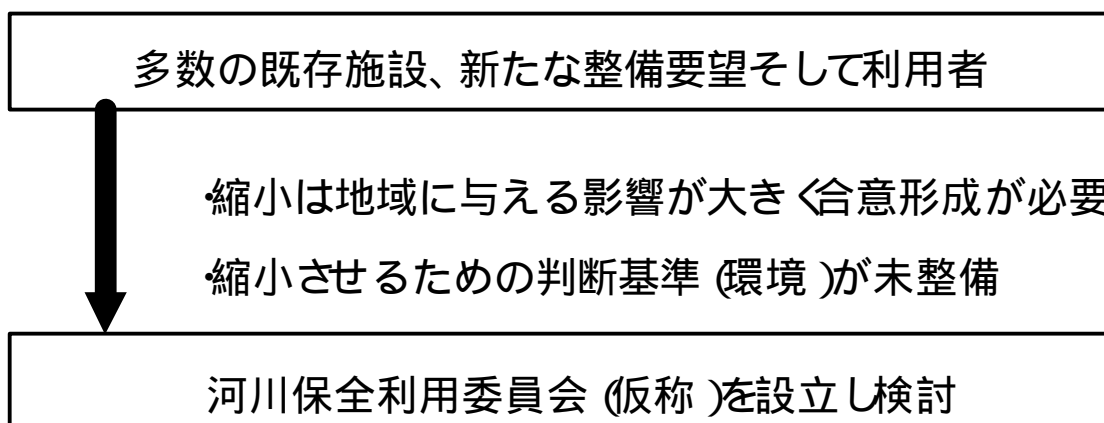 多数の既存施設、新たな整備要望そして利用者
・縮小は地域に与える影響が大きく合意形成が必要
・縮小させるための判断基準(環境)が未整備
河川保全利用委員会(仮称)を設立し検討